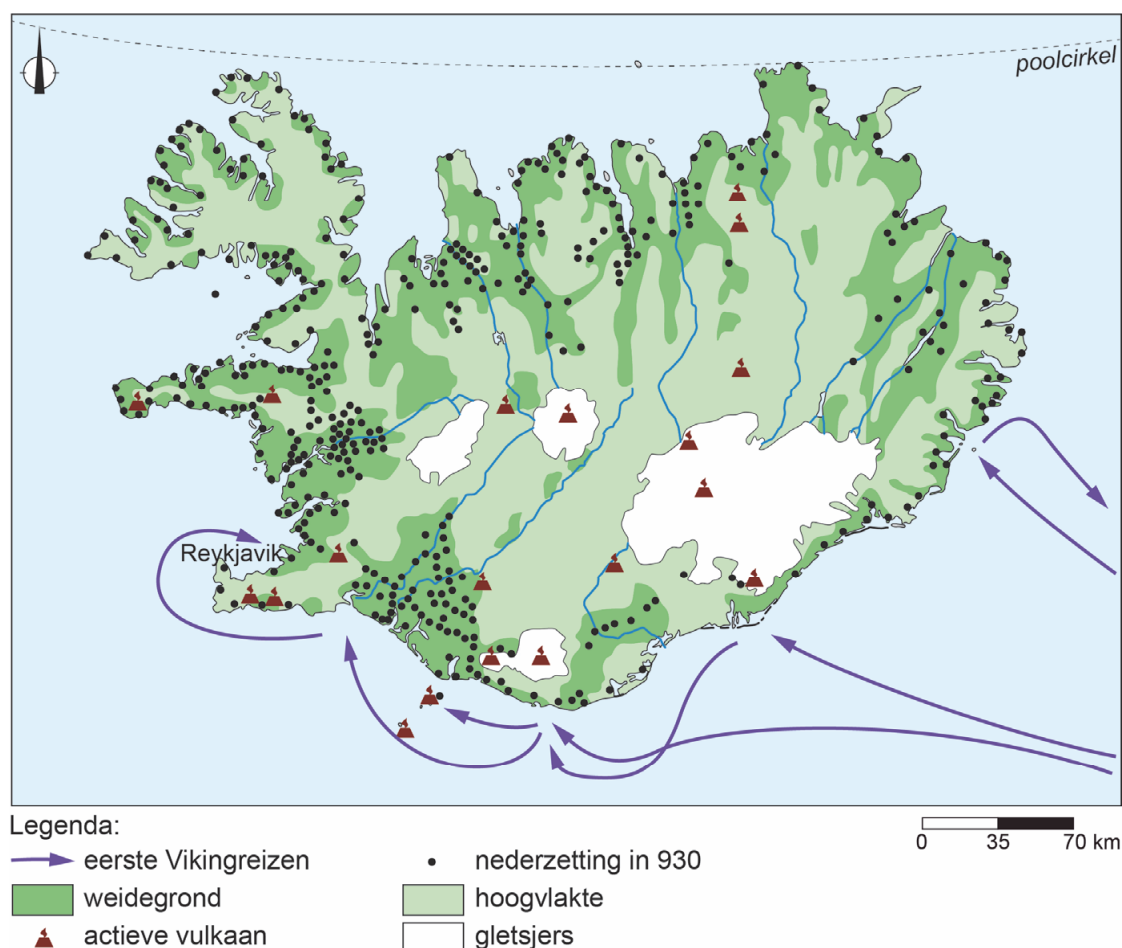 poolcirkel
Reykjavik
Legenda:
eerste Vikingreizen
nederzetting in 930
weidegrond
hoogvlakte
actieve vulkaan
gletsjers
0 35 70 km